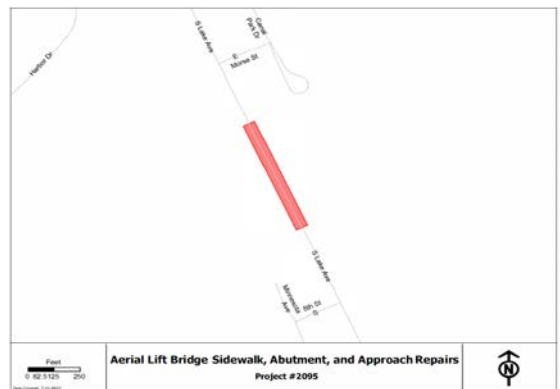 Harbor Dr
S Lake Ave
Canal
Park Dr
E
Morse St
S Lake Ave
Minnesota
Ave
8th St
S
Feet
0 62.5125 250
Aerial Lift Bridge Sidewalk, Abutment, and Approach Repairs
Project #2095
N